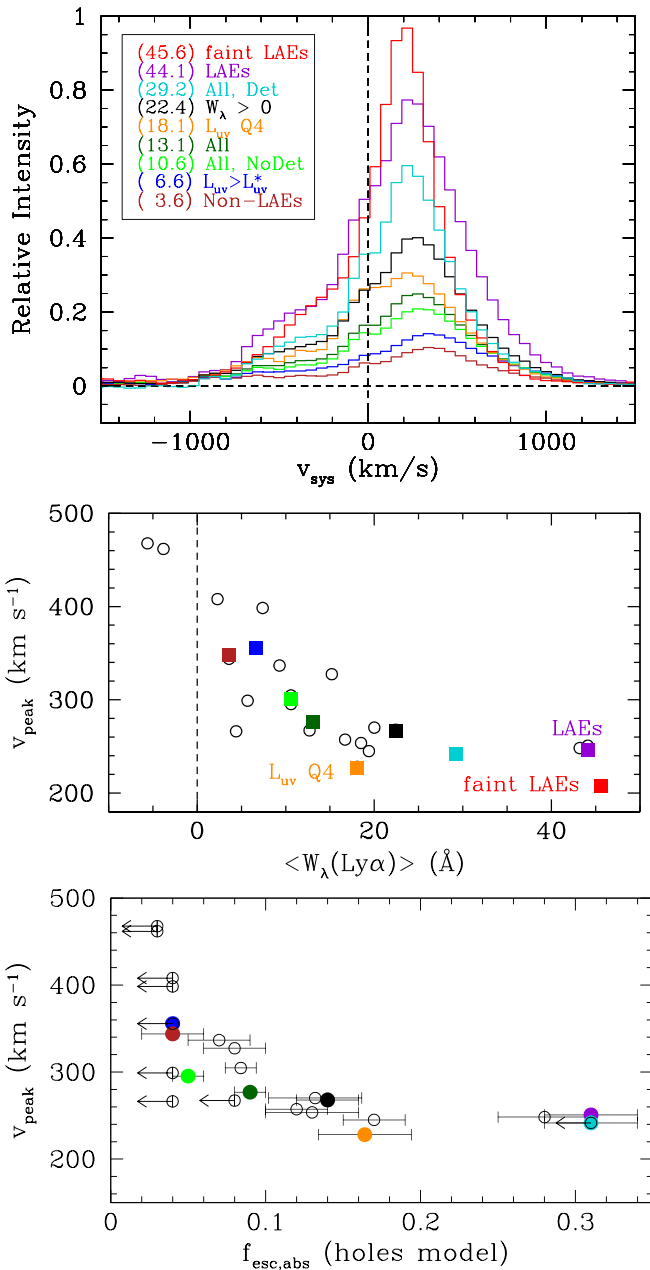 1
0.8
0.6
0.4
0.2
0
Relative Intensity
(45.6) faint LAEs
(44.1) LAEs
(29.2) All, Det
(22.4) Wλ > 0
(18.1) Luv Q4
(13.1) All
(10.6) All, NoDet
( 6.6) Luv>L*uv
( 3.6) Non-LAEs
−1000 0 1000
vsys (km/s)
500
400
300
200
vpeak (km s−1)
LAEs
Luv Q4
faint LAEs
0 20 40
<Wλ(Lyα)> (Å)
500
400
300
200
vpeak (km s−1)
0 0.1 0.2 0.3
fesc,abs (holes model)